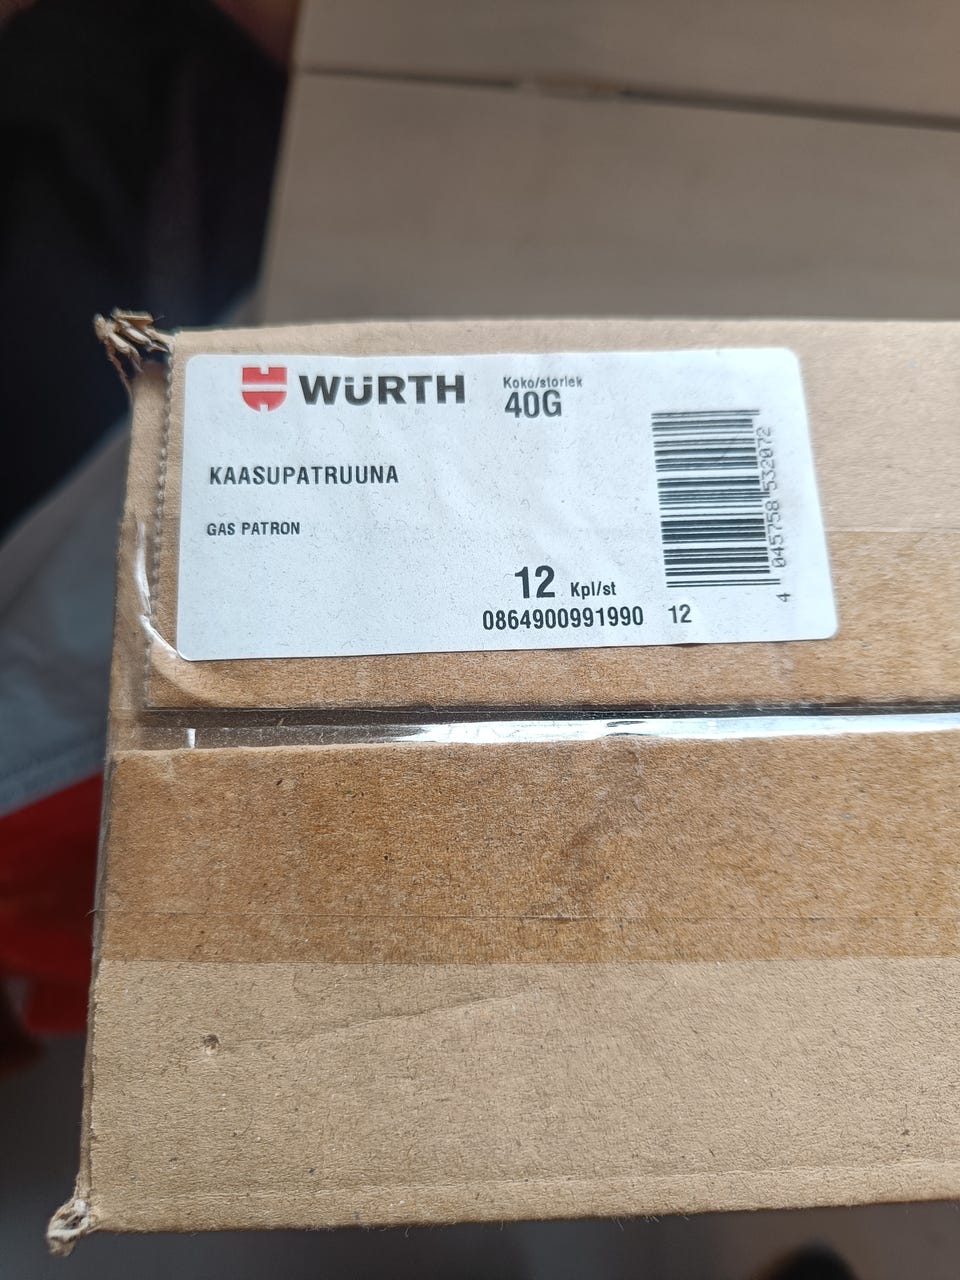 WÜRTH
Koko/storlek
40G
KAASUPATRUUNA
GAS PATRON
12 Kpl/st
0864900991990 12
4 045758 532072